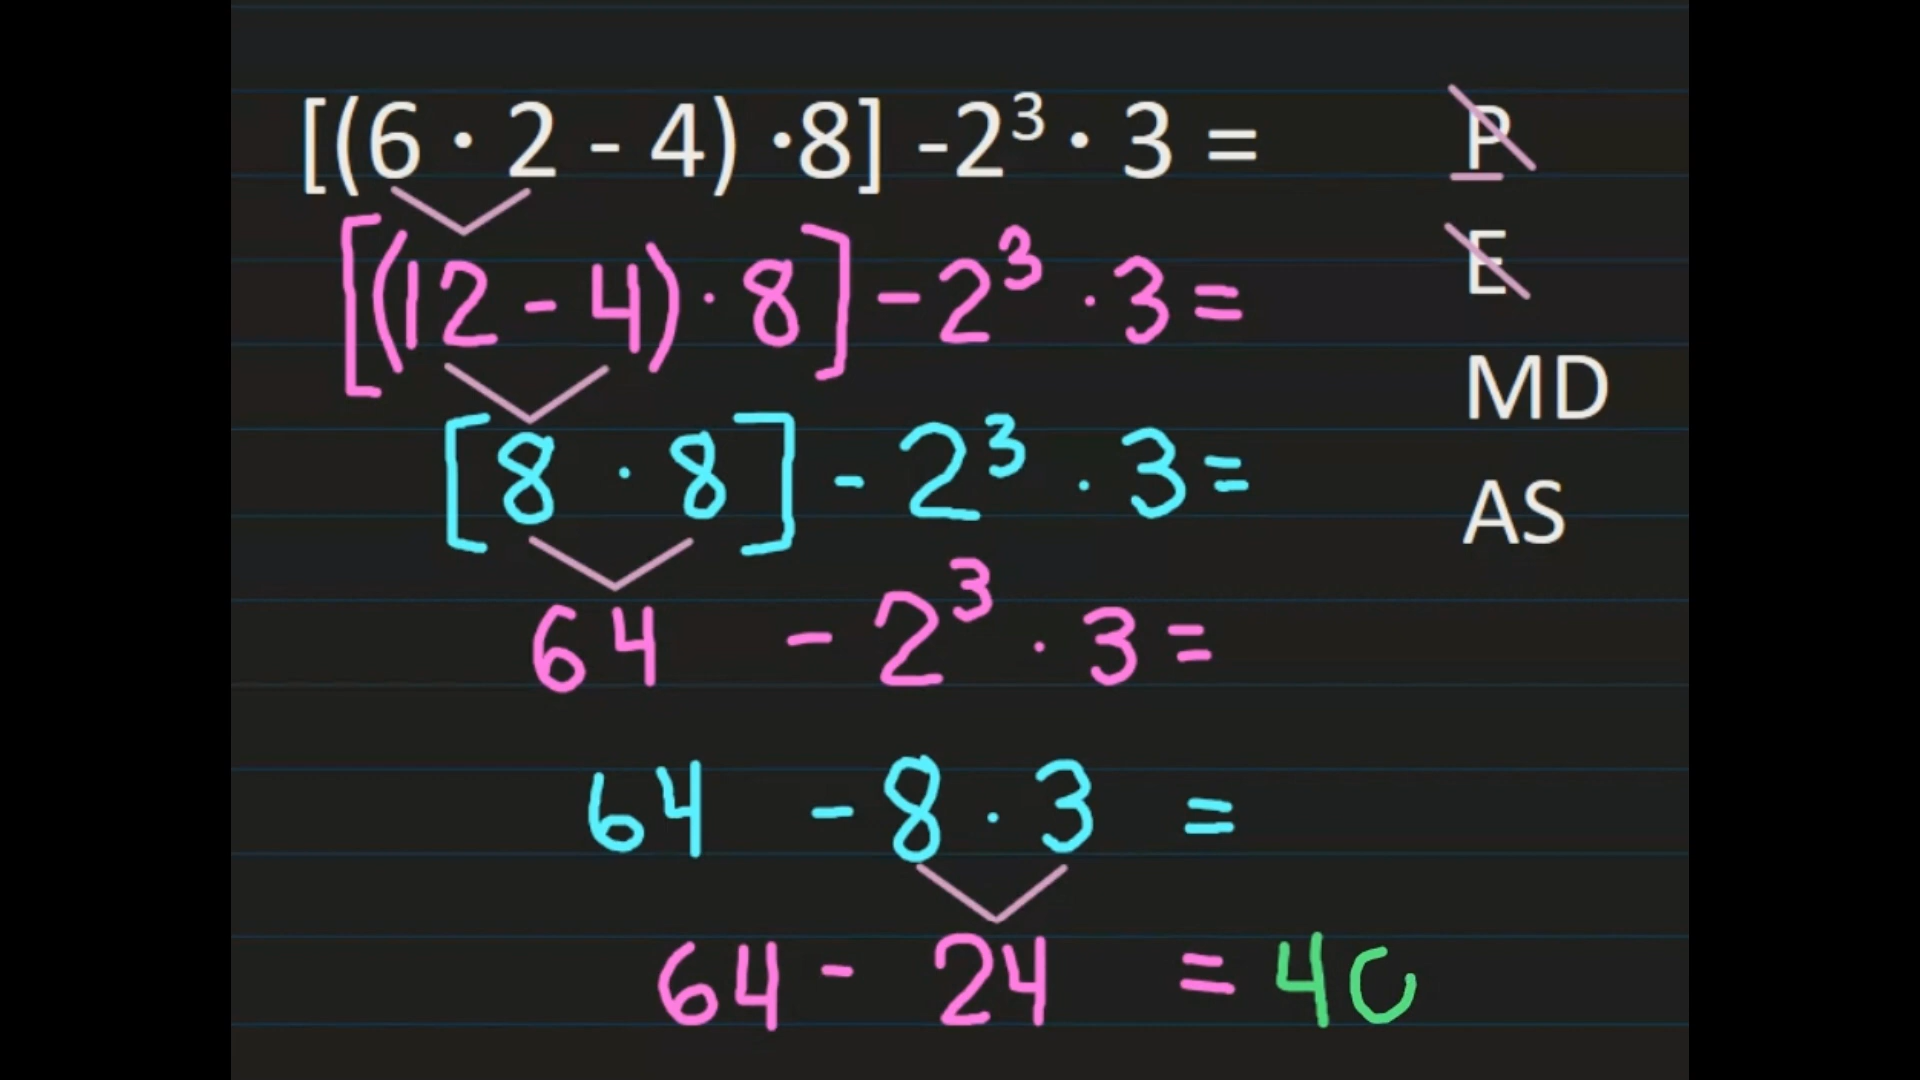 [(6 · 2 - 4) ·8] -2³ · 3 =
P
[(12 - 4) · 8] - 2³ · 3 =
E
MD
[8 · 8] - 2³ · 3 =
AS
64 - 2³ · 3 =
64 - 8 · 3 =
64 - 24 = 40